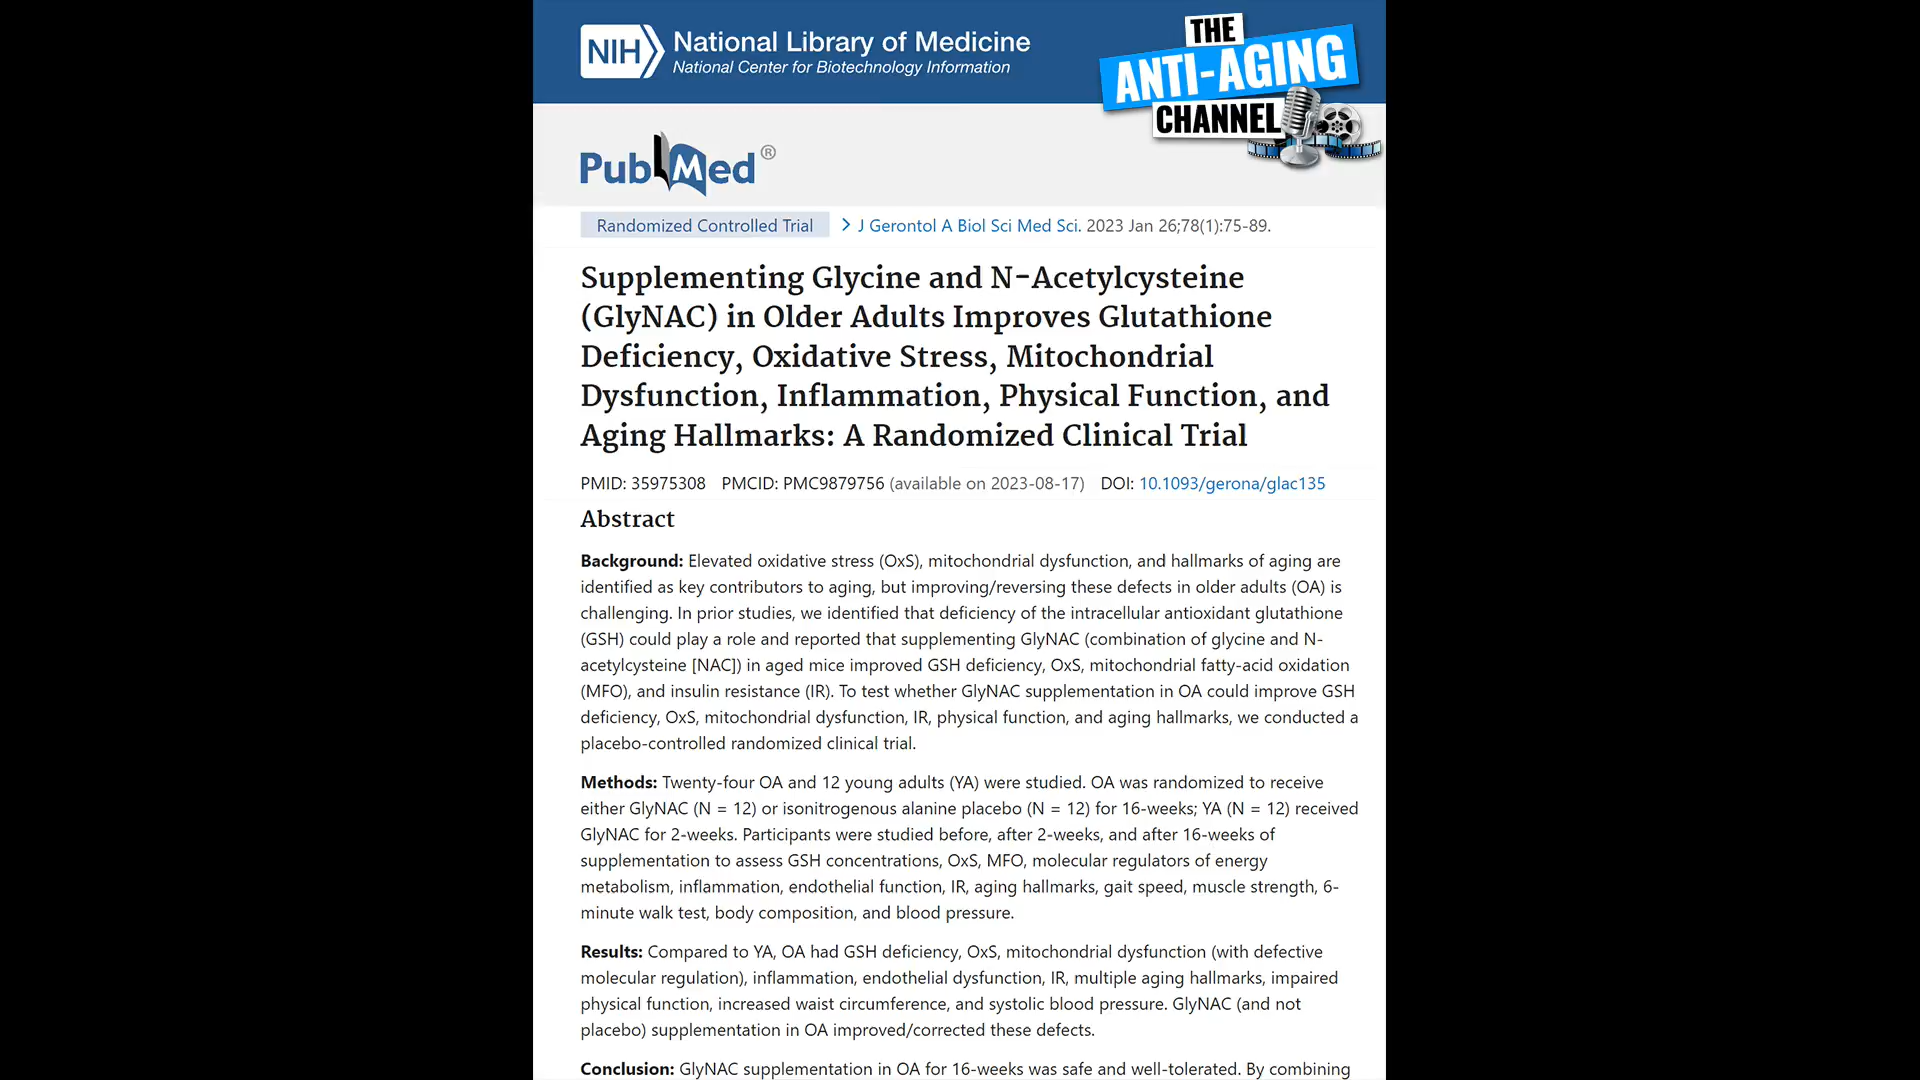 NIH National Library of Medicine
National Center for Biotechnology Information
THE
ANTI-AGING
CHANNEL
PubMed®
Randomized Controlled Trial > J Gerontol A Biol Sci Med Sci. 2023 Jan 26;78(1):75-89.
Supplementing Glycine and N-Acetylcysteine
(GlyNAC) in Older Adults Improves Glutathione
Deficiency, Oxidative Stress, Mitochondrial
Dysfunction, Inflammation, Physical Function, and
Aging Hallmarks: A Randomized Clinical Trial
PMID: 35975308 PMCID: PMC9879756 (available on 2023-08-17) DOI: 10.1093/gerona/glac135
Abstract
Background: Elevated oxidative stress (OxS), mitochondrial dysfunction, and hallmarks of aging are
identified as key contributors to aging, but improving/reversing these defects in older adults (OA) is
challenging. In prior studies, we identified that deficiency of the intracellular antioxidant glutathione
(GSH) could play a role and reported that supplementing GlyNAC (combination of glycine and N-
acetylcysteine [NAC]) in aged mice improved GSH deficiency, OxS, mitochondrial fatty-acid oxidation
(MFO), and insulin resistance (IR). To test whether GlyNAC supplementation in OA could improve GSH
deficiency, OxS, mitochondrial dysfunction, IR, physical function, and aging hallmarks, we conducted a
placebo-controlled randomized clinical trial.
Methods: Twenty-four OA and 12 young adults (YA) were studied. OA was randomized to receive
either GlyNAC (N = 12) or isonitrogenous alanine placebo (N = 12) for 16-weeks; YA (N = 12) received
GlyNAC for 2-weeks. Participants were studied before, after 2-weeks, and after 16-weeks of
supplementation to assess GSH concentrations, OxS, MFO, molecular regulators of energy
metabolism, inflammation, endothelial function, IR, aging hallmarks, gait speed, muscle strength, 6-
minute walk test, body composition, and blood pressure.
Results: Compared to YA, OA had GSH deficiency, OxS, mitochondrial dysfunction (with defective
molecular regulation), inflammation, endothelial dysfunction, IR, multiple aging hallmarks, impaired
physical function, increased waist circumference, and systolic blood pressure. GlyNAC (and not
placebo) supplementation in OA improved/corrected these defects.
Conclusion: GlyNAC supplementation in OA for 16-weeks was safe and well-tolerated. By combining